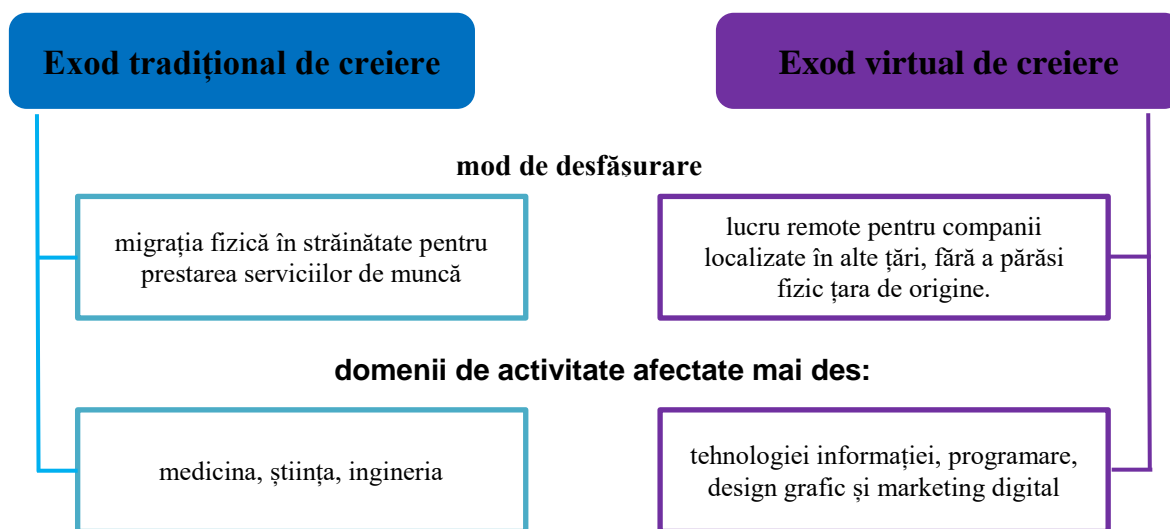 Exod tradițional de creiere
Exod virtual de creiere
mod de desfășurare
migrația fizică în străinătate pentru
prestarea serviciilor de muncă
lucru remote pentru companii
localizate în alte țări, fără a părăsi
fizic țara de origine.
domenii de activitate afectate mai des:
medicina, știința, ingineria
tehnologiei informației, programare,
design grafic și marketing digital